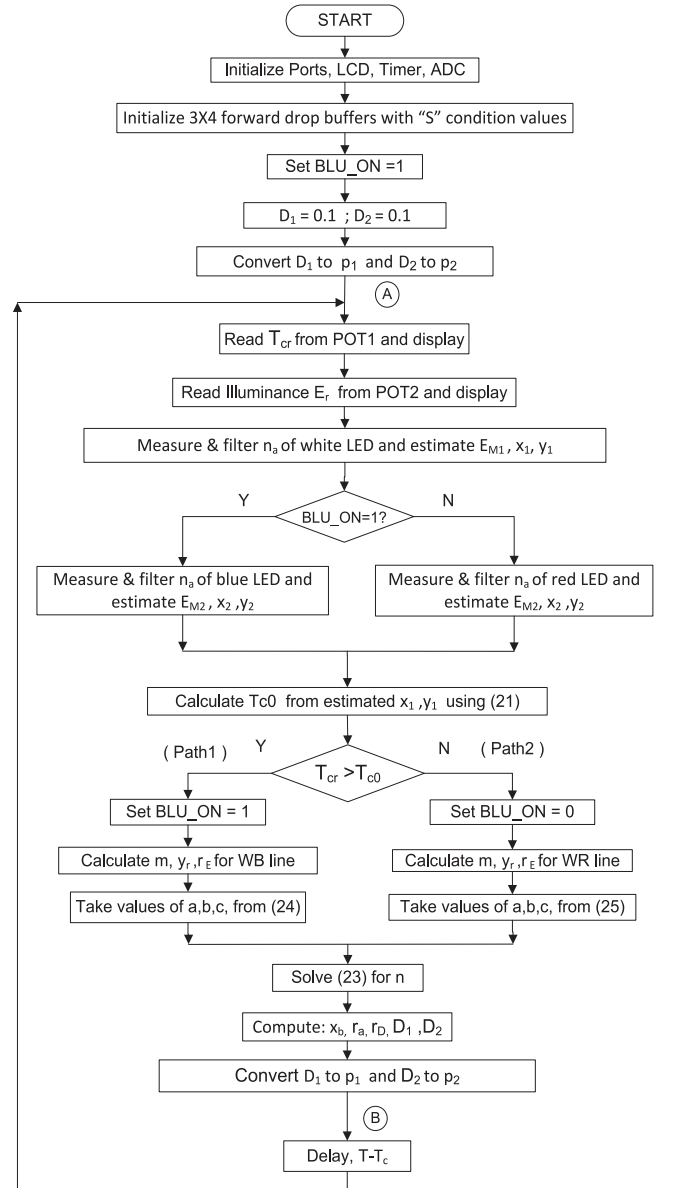 START
Initialize Ports, LCD, Timer, ADC
Initialize 3X4 forward drop buffers with “S” condition values
Set BLU_ON =1
D₁ = 0.1 ; D₂ = 0.1
Convert D₁ to p₁ and D₂ to p₂
A
Read Tcr from POT1 and display
Read Illuminance Er from POT2 and display
Measure & filter na of white LED and estimate EM1 , x₁, y₁
Y
N
BLU_ON=1?
Measure & filter na of blue LED and
estimate EM2 , x₂ ,y₂
Measure & filter na of red LED and
estimate EM2, x₂ ,y₂
Calculate Tc0 from estimated x₁ ,y₁ using (21)
( Path1 )
Y
N
( Path2 )
Tcr >Tc0
Set BLU_ON = 1
Set BLU_ON = 0
Calculate m, yr ,rE for WB line
Calculate m, yr ,rE for WR line
Take values of a,b,c, from (24)
Take values of a,b,c, from (25)
Solve (23) for n
Compute: xb, ra, rD, D₁ ,D₂
Convert D₁ to p₁ and D₂ to p₂
B
Delay, T-Tc